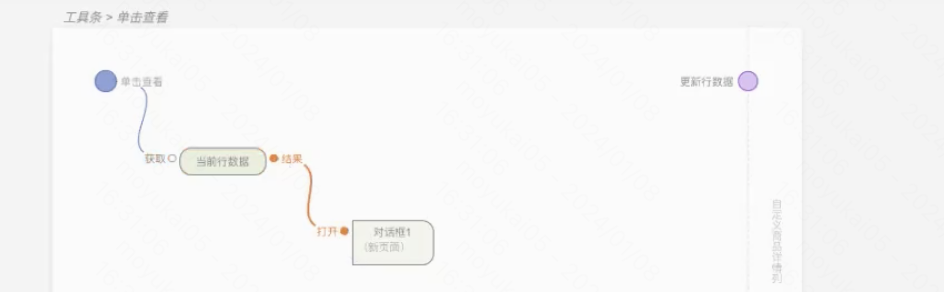 工具条 > 单击查看
单击查看
更新行数据
获取
当前行数据
结果
打开
对话框1
（新页面）
自定义商品详情列